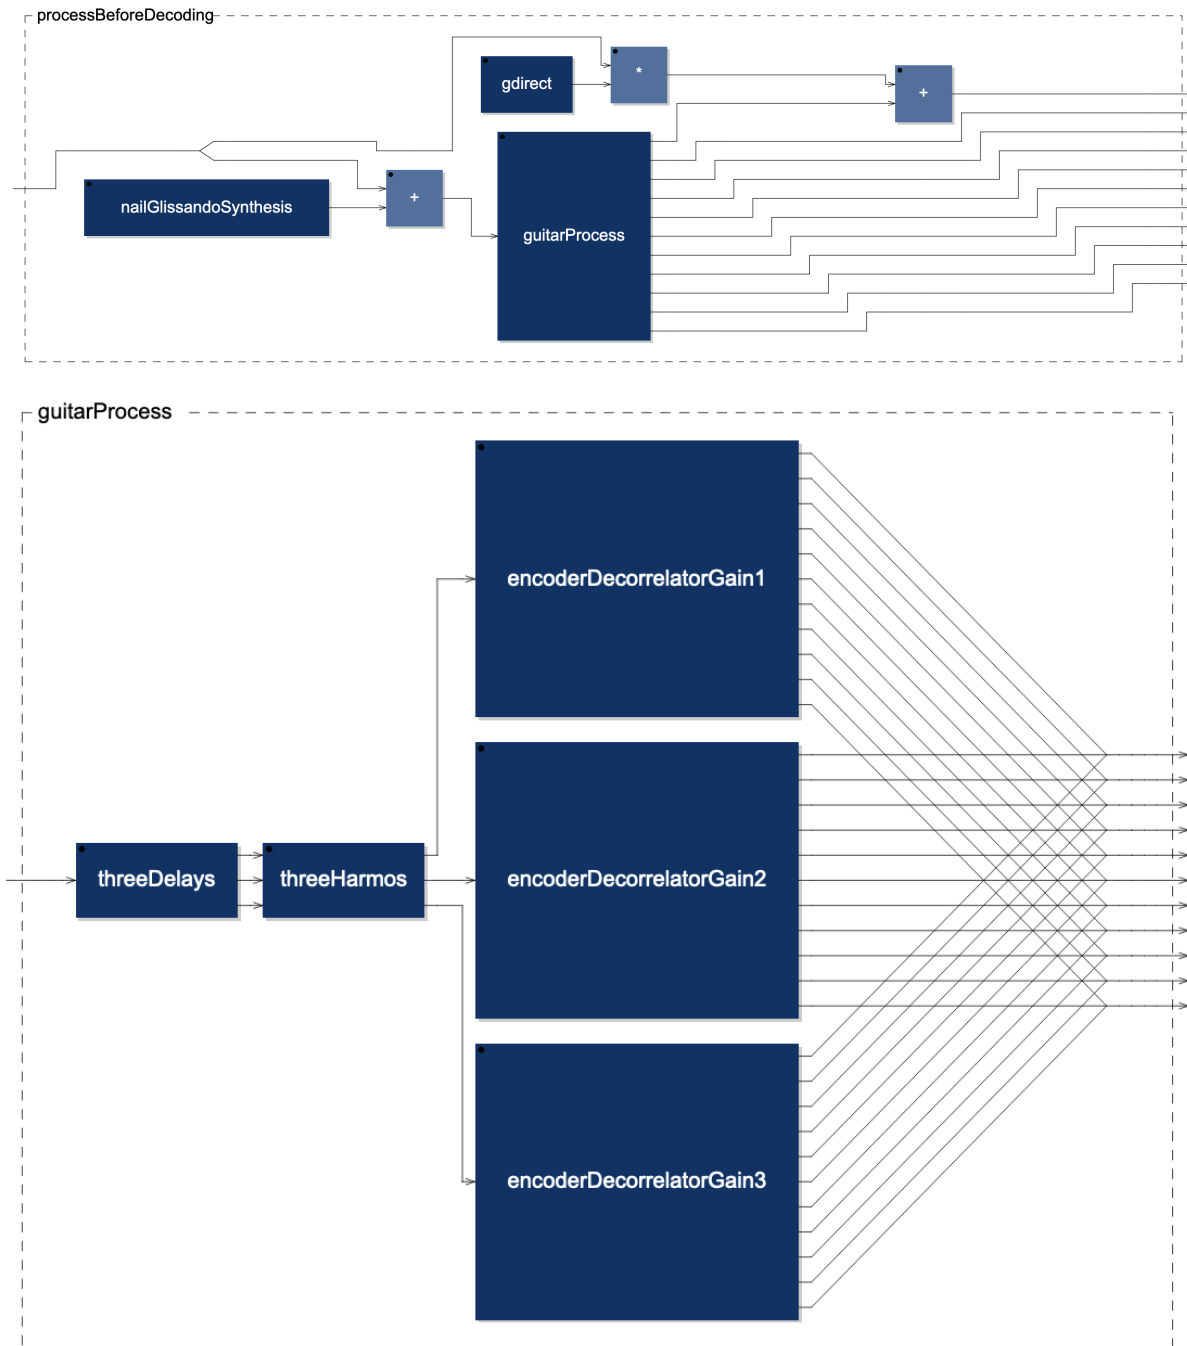 processBeforeDecoding
gdirect
*
+
nailGlissandoSynthesis
+
guitarProcess
guitarProcess
encoderDecorrelatorGain1
threeDelays
threeHarmos
encoderDecorrelatorGain2
encoderDecorrelatorGain3